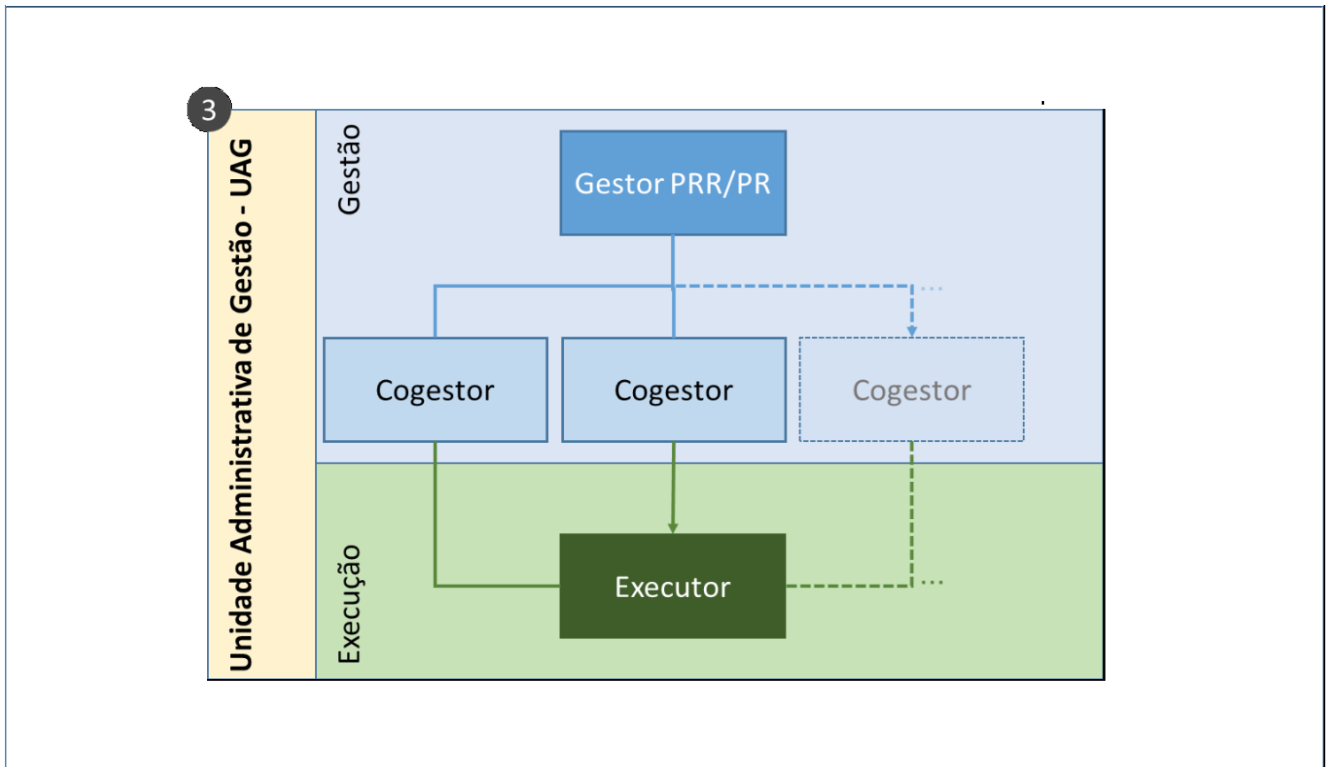 3
Unidade Administrativa de Gestão - UAG
Gestão
Gestor PRR/PR
...
Cogestor
Cogestor
Cogestor
Execução
Executor
...